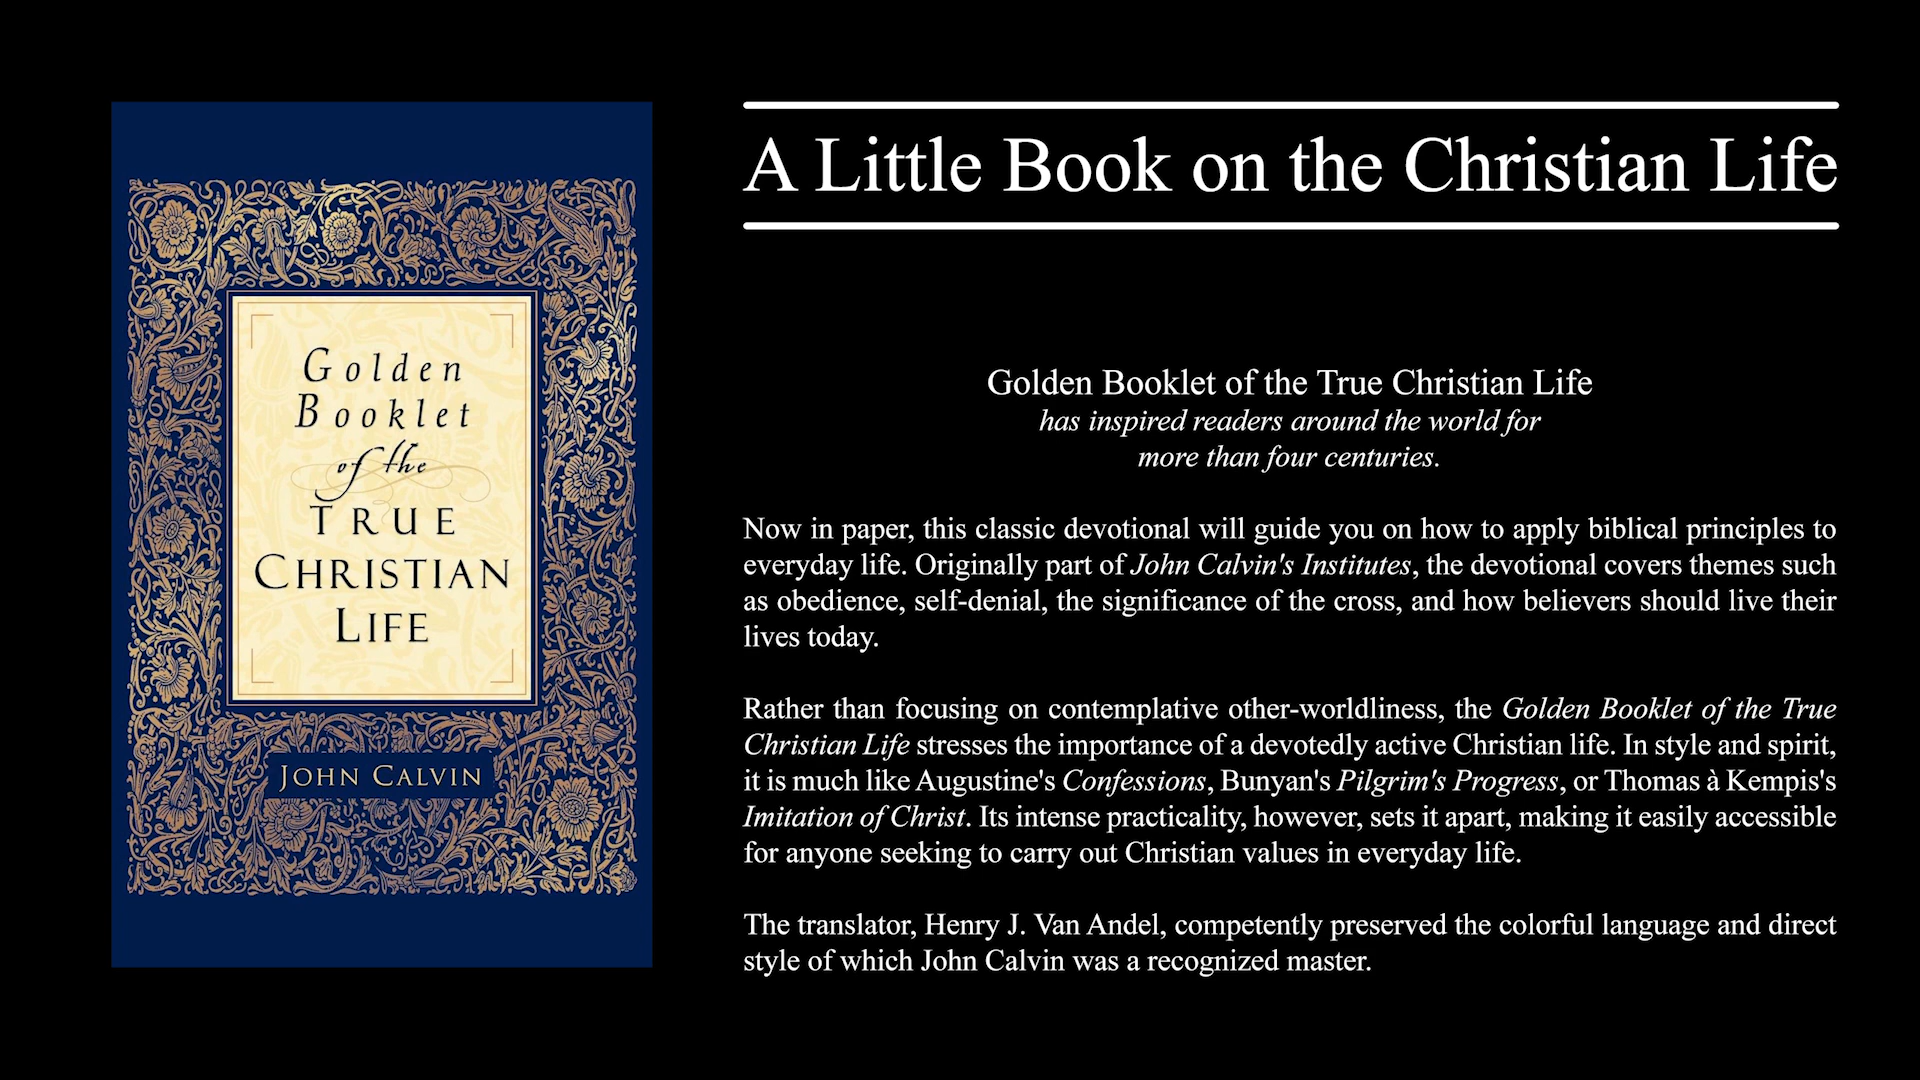 Golden
Booklet
of the
TRUE
CHRISTIAN
LIFE
JOHN CALVIN
A Little Book on the Christian Life
Golden Booklet of the True Christian Life
has inspired readers around the world for
more than four centuries.
Now in paper, this classic devotional will guide you on how to apply biblical principles to
everyday life. Originally part of John Calvin's Institutes, the devotional covers themes such
as obedience, self-denial, the significance of the cross, and how believers should live their
lives today.
Rather than focusing on contemplative other-worldliness, the Golden Booklet of the True
Christian Life stresses the importance of a devotedly active Christian life. In style and spirit,
it is much like Augustine's Confessions, Bunyan's Pilgrim's Progress, or Thomas à Kempis's
Imitation of Christ. Its intense practicality, however, sets it apart, making it easily accessible
for anyone seeking to carry out Christian values in everyday life.
The translator, Henry J. Van Andel, competently preserved the colorful language and direct
style of which John Calvin was a recognized master.